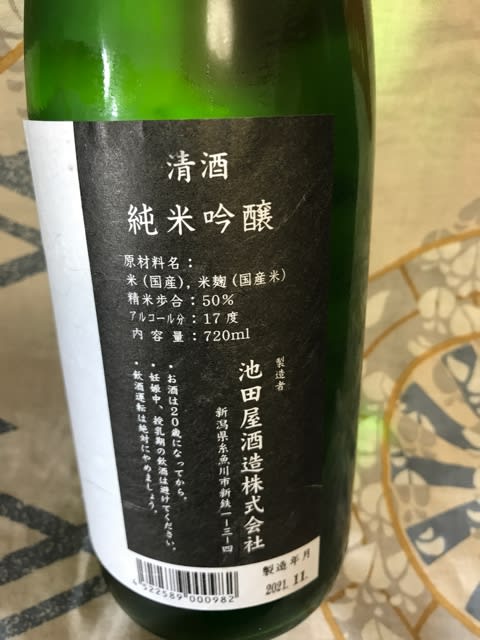 清酒
純米吟醸
原材料名：
米(国産), 米麹(国産米)
精米歩合：50%
アルコール分：17度
内容量：720ml
製造者
池田屋酒造株式会社
新潟県糸魚川市新鉄一-三-四
・お酒は20歳になってから。
・妊娠中、授乳期の飲酒は避けてください。
・飲酒運転は絶対にやめましょう。
製造年月
2021.11.
4522589000982